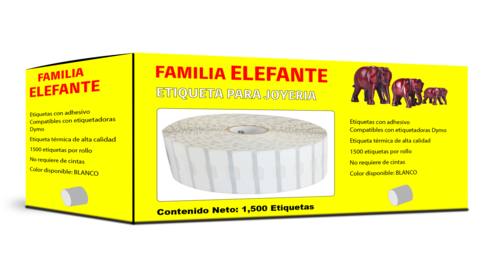 FAMILIA
ELEFANTE
Etiquetas con adhesivo
Compatibles con etiquetadoras
Dymo
Etiqueta térmica de alta calidad
1500 etiquetas por rollo
No requiere de cintas
Color disponible: BLANCO
FAMILIA ELEFANTE
ETIQUETA PARA JOYERIA
Contenido Neto: 1,500 Etiquetas
Etiquetas con adhesivo
Compatibles con etiquetadoras Dymo
Etiqueta térmica de alta calidad
1500 etiquetas por rollo
No requiere de cintas
Color disponible: BLANCO